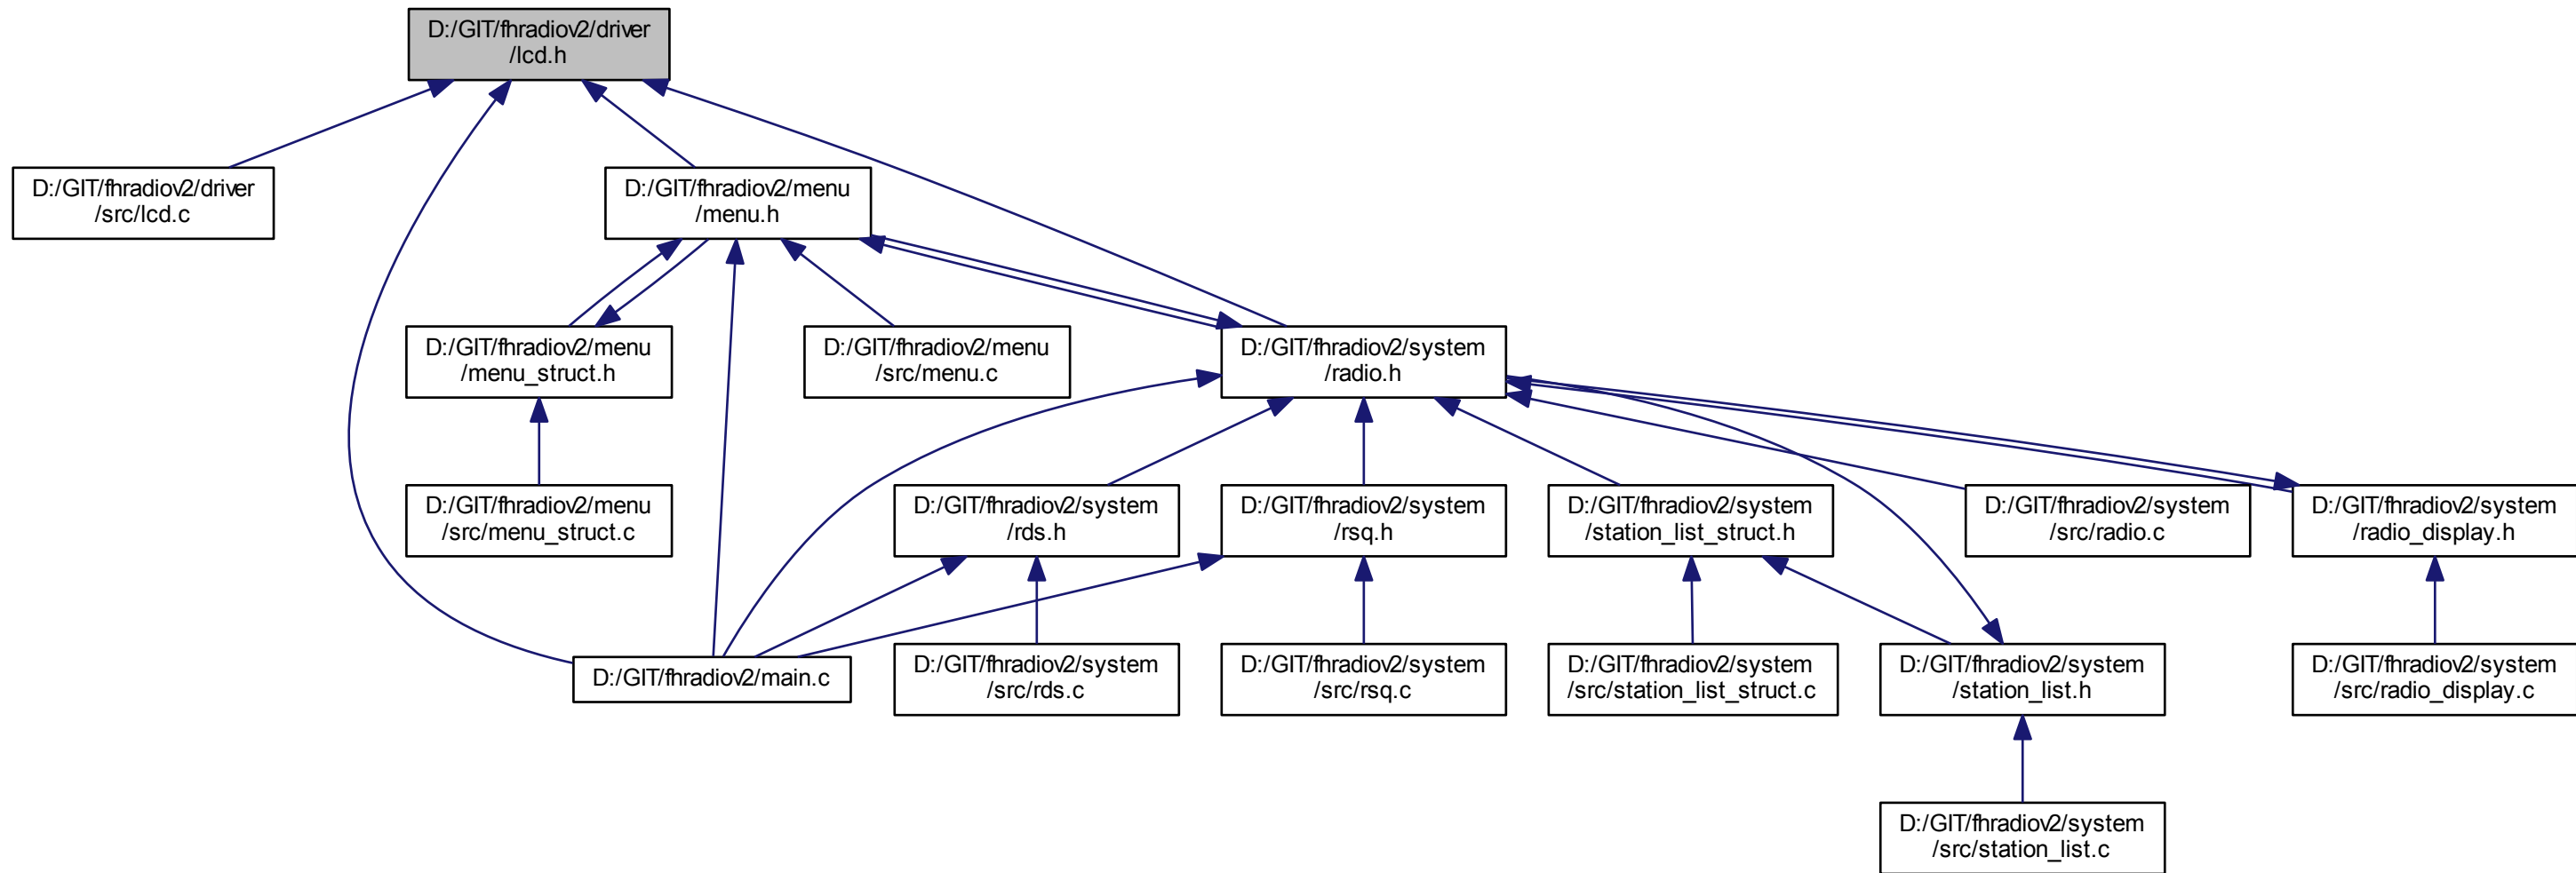 D:/GIT/fhradiov2/driver
/lcd.h
D:/GIT/fhradiov2/driver
/src/lcd.c
D:/GIT/fhradiov2/menu
/menu.h
D:/GIT/fhradiov2/menu
/menu_struct.h
D:/GIT/fhradiov2/menu
/src/menu.c
D:/GIT/fhradiov2/system
/radio.h
D:/GIT/fhradiov2/menu
/src/menu_struct.c
D:/GIT/fhradiov2/system
/rds.h
D:/GIT/fhradiov2/system
/rsq.h
D:/GIT/fhradiov2/system
/station_list_struct.h
D:/GIT/fhradiov2/system
/src/radio.c
D:/GIT/fhradiov2/system
/radio_display.h
D:/GIT/fhradiov2/main.c
D:/GIT/fhradiov2/system
/src/rds.c
D:/GIT/fhradiov2/system
/src/rsq.c
D:/GIT/fhradiov2/system
/src/station_list_struct.c
D:/GIT/fhradiov2/system
/station_list.h
D:/GIT/fhradiov2/system
/src/radio_display.c
D:/GIT/fhradiov2/system
/src/station_list.c